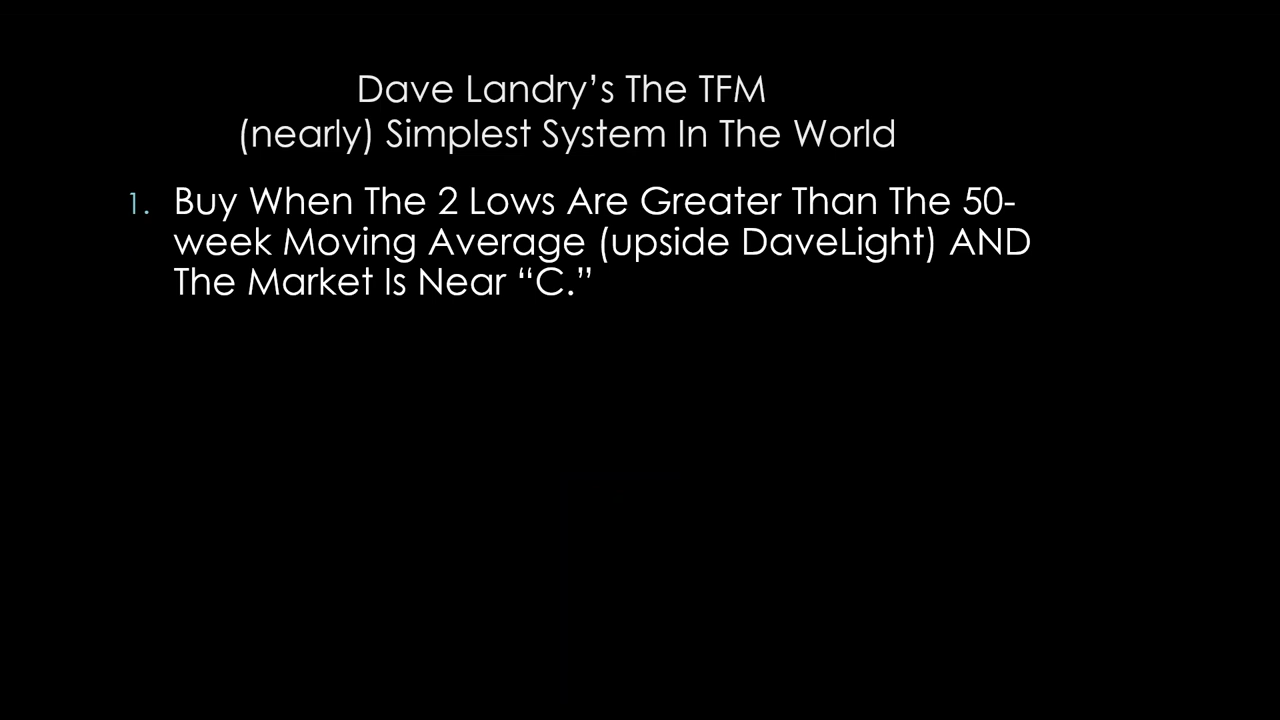 Dave Landry’s The TFM
(nearly) Simplest System In The World
1. Buy When The 2 Lows Are Greater Than The 50-
week Moving Average (upside DaveLight) AND
The Market Is Near “C.”